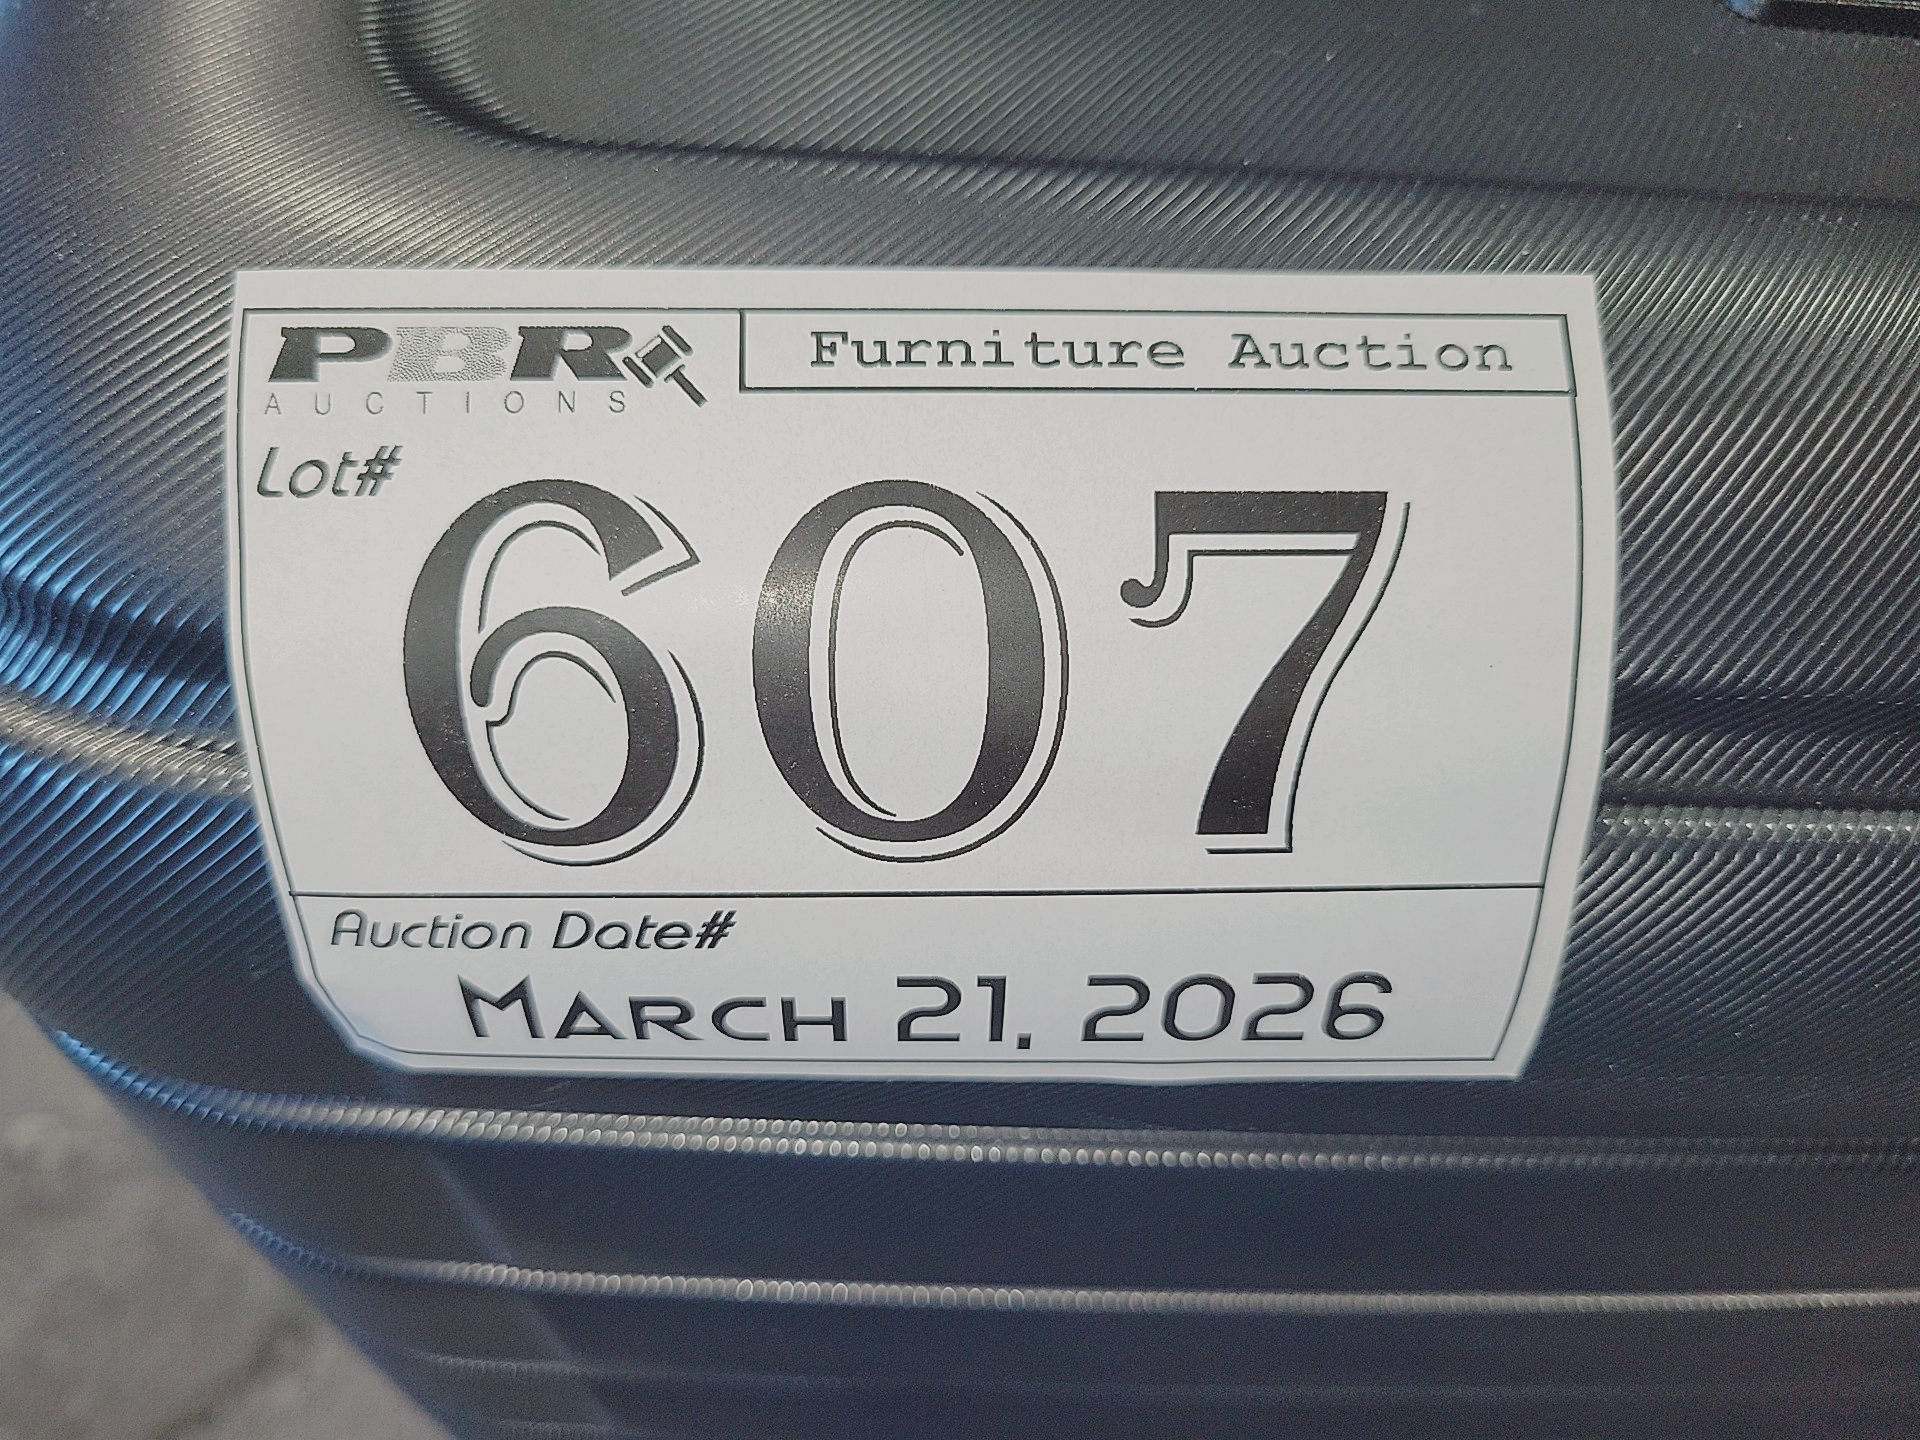 PBR
AUCTIONS
Furniture Auction
Lot#
607
Auction Date#
March 21, 2026